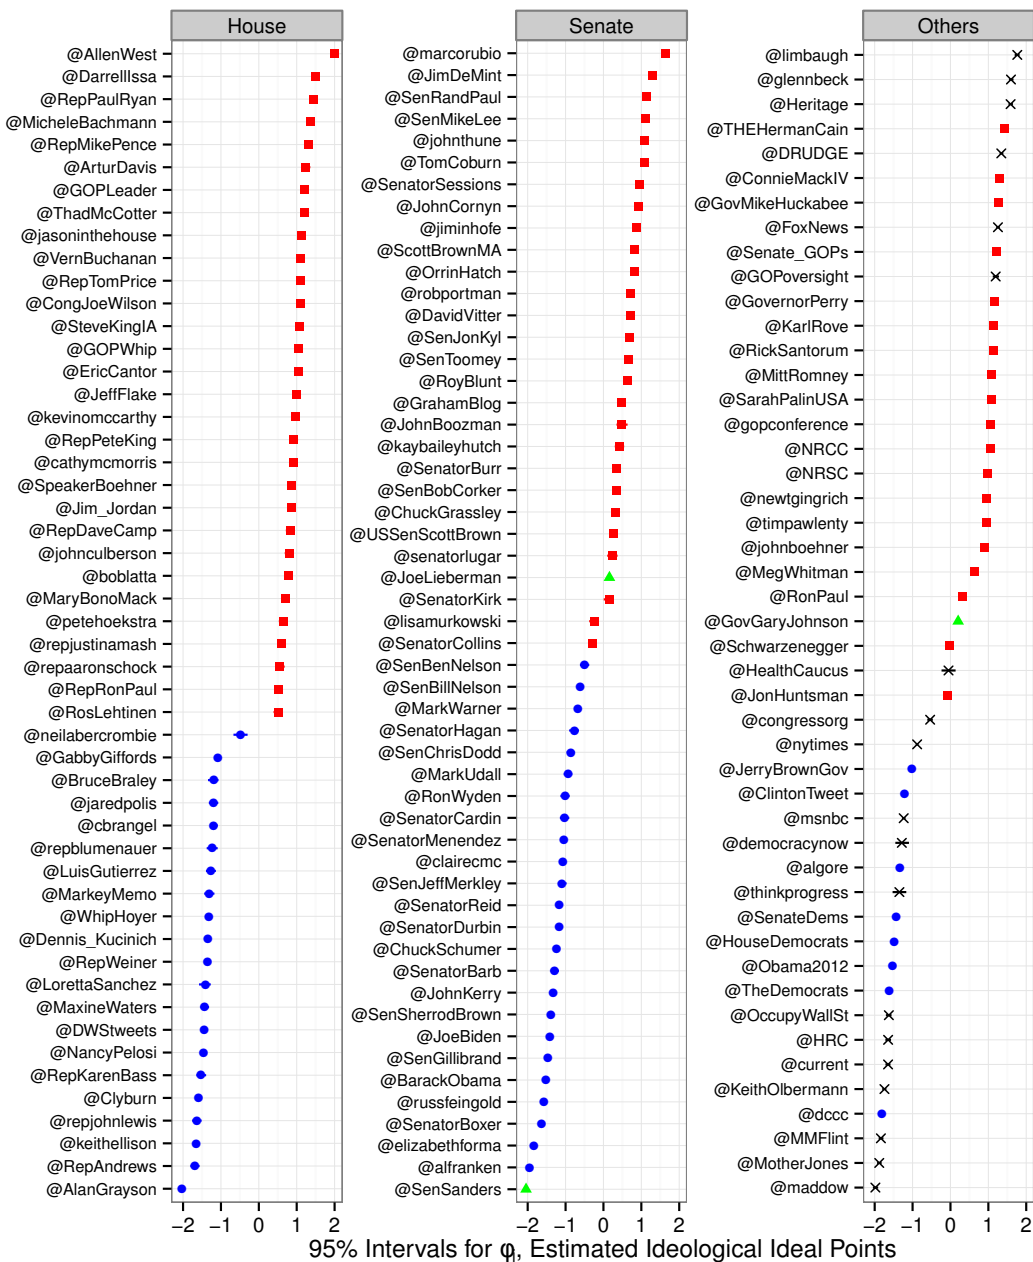 House
@AllenWest
@DarrellIssa
@RepPaulRyan
@MicheleBachmann
@RepMikePence
@ArturDavis
@GOPLeader
@ThadMcCotter
@jasoninthehouse
@VernBuchanan
@RepTomPrice
@CongJoeWilson
@SteveKingIA
@GOPWhip
@EricCantor
@JeffFlake
@kevinomccarthy
@RepPeteKing
@cathymcmorris
@SpeakerBoehner
@Jim_Jordan
@RepDaveCamp
@johnculberson
@boblatta
@MaryBonoMack
@petehoekstra
@repjustinamash
@repaaronschock
@RepRonPaul
@RosLehtinen
@neilabercrombie
@GabbyGiffords
@BruceBraley
@jaredpolis
@cbrangel
@repblumenauer
@LuisGutierrez
@MarkeyMemo
@WhipHoyer
@Dennis_Kucinich
@RepWeiner
@LorettaSanchez
@MaxineWaters
@DWStweets
@NancyPelosi
@RepKarenBass
@Clyburn
@repjohnlewis
@keithellison
@RepAndrews
@AlanGrayson
−2 −1 0 1 2
Senate
@marcorubio
@JimDeMint
@SenRandPaul
@SenMikeLee
@johnthune
@TomCoburn
@SenatorSessions
@JohnCornyn
@jiminhofe
@ScottBrownMA
@OrrinHatch
@robportman
@DavidVitter
@SenJonKyl
@SenToomey
@RoyBlunt
@GrahamBlog
@JohnBoozman
@kaybaileyhutch
@SenatorBurr
@SenBobCorker
@ChuckGrassley
@USSenScottBrown
@senatorlugar
@JoeLieberman
@SenatorKirk
@lisamurkowski
@SenatorCollins
@SenBenNelson
@SenBillNelson
@MarkWarner
@SenatorHagan
@SenChrisDodd
@MarkUdall
@RonWyden
@SenatorCardin
@SenatorMenendez
@clairecmc
@SenJeffMerkley
@SenatorReid
@SenatorDurbin
@ChuckSchumer
@SenatorBarb
@JohnKerry
@SenSherrodBrown
@JoeBiden
@SenGillibrand
@BarackObama
@russfeingold
@SenatorBoxer
@elizabethforma
@alfranken
@SenSanders
−2 −1 0 1 2
Others
@limbaugh
@glennbeck
@Heritage
@THEHermanCain
@DRUDGE
@ConnieMackIV
@GovMikeHuckabee
@FoxNews
@Senate_GOPs
@GOPoversight
@GovernorPerry
@KarlRove
@RickSantorum
@MittRomney
@SarahPalinUSA
@gopconference
@NRCC
@NRSC
@newtgingrich
@timpawlenty
@johnboehner
@MegWhitman
@RonPaul
@GovGaryJohnson
@Schwarzenegger
@HealthCaucus
@JonHuntsman
@congressorg
@nytimes
@JerryBrownGov
@ClintonTweet
@msnbc
@democracynow
@algore
@thinkprogress
@SenateDems
@HouseDemocrats
@Obama2012
@TheDemocrats
@OccupyWallSt
@HRC
@current
@KeithOlbermann
@dccc
@MMFlint
@MotherJones
@maddow
−2 −1 0 1 2
95% Intervals for φj, Estimated Ideological Ideal Points